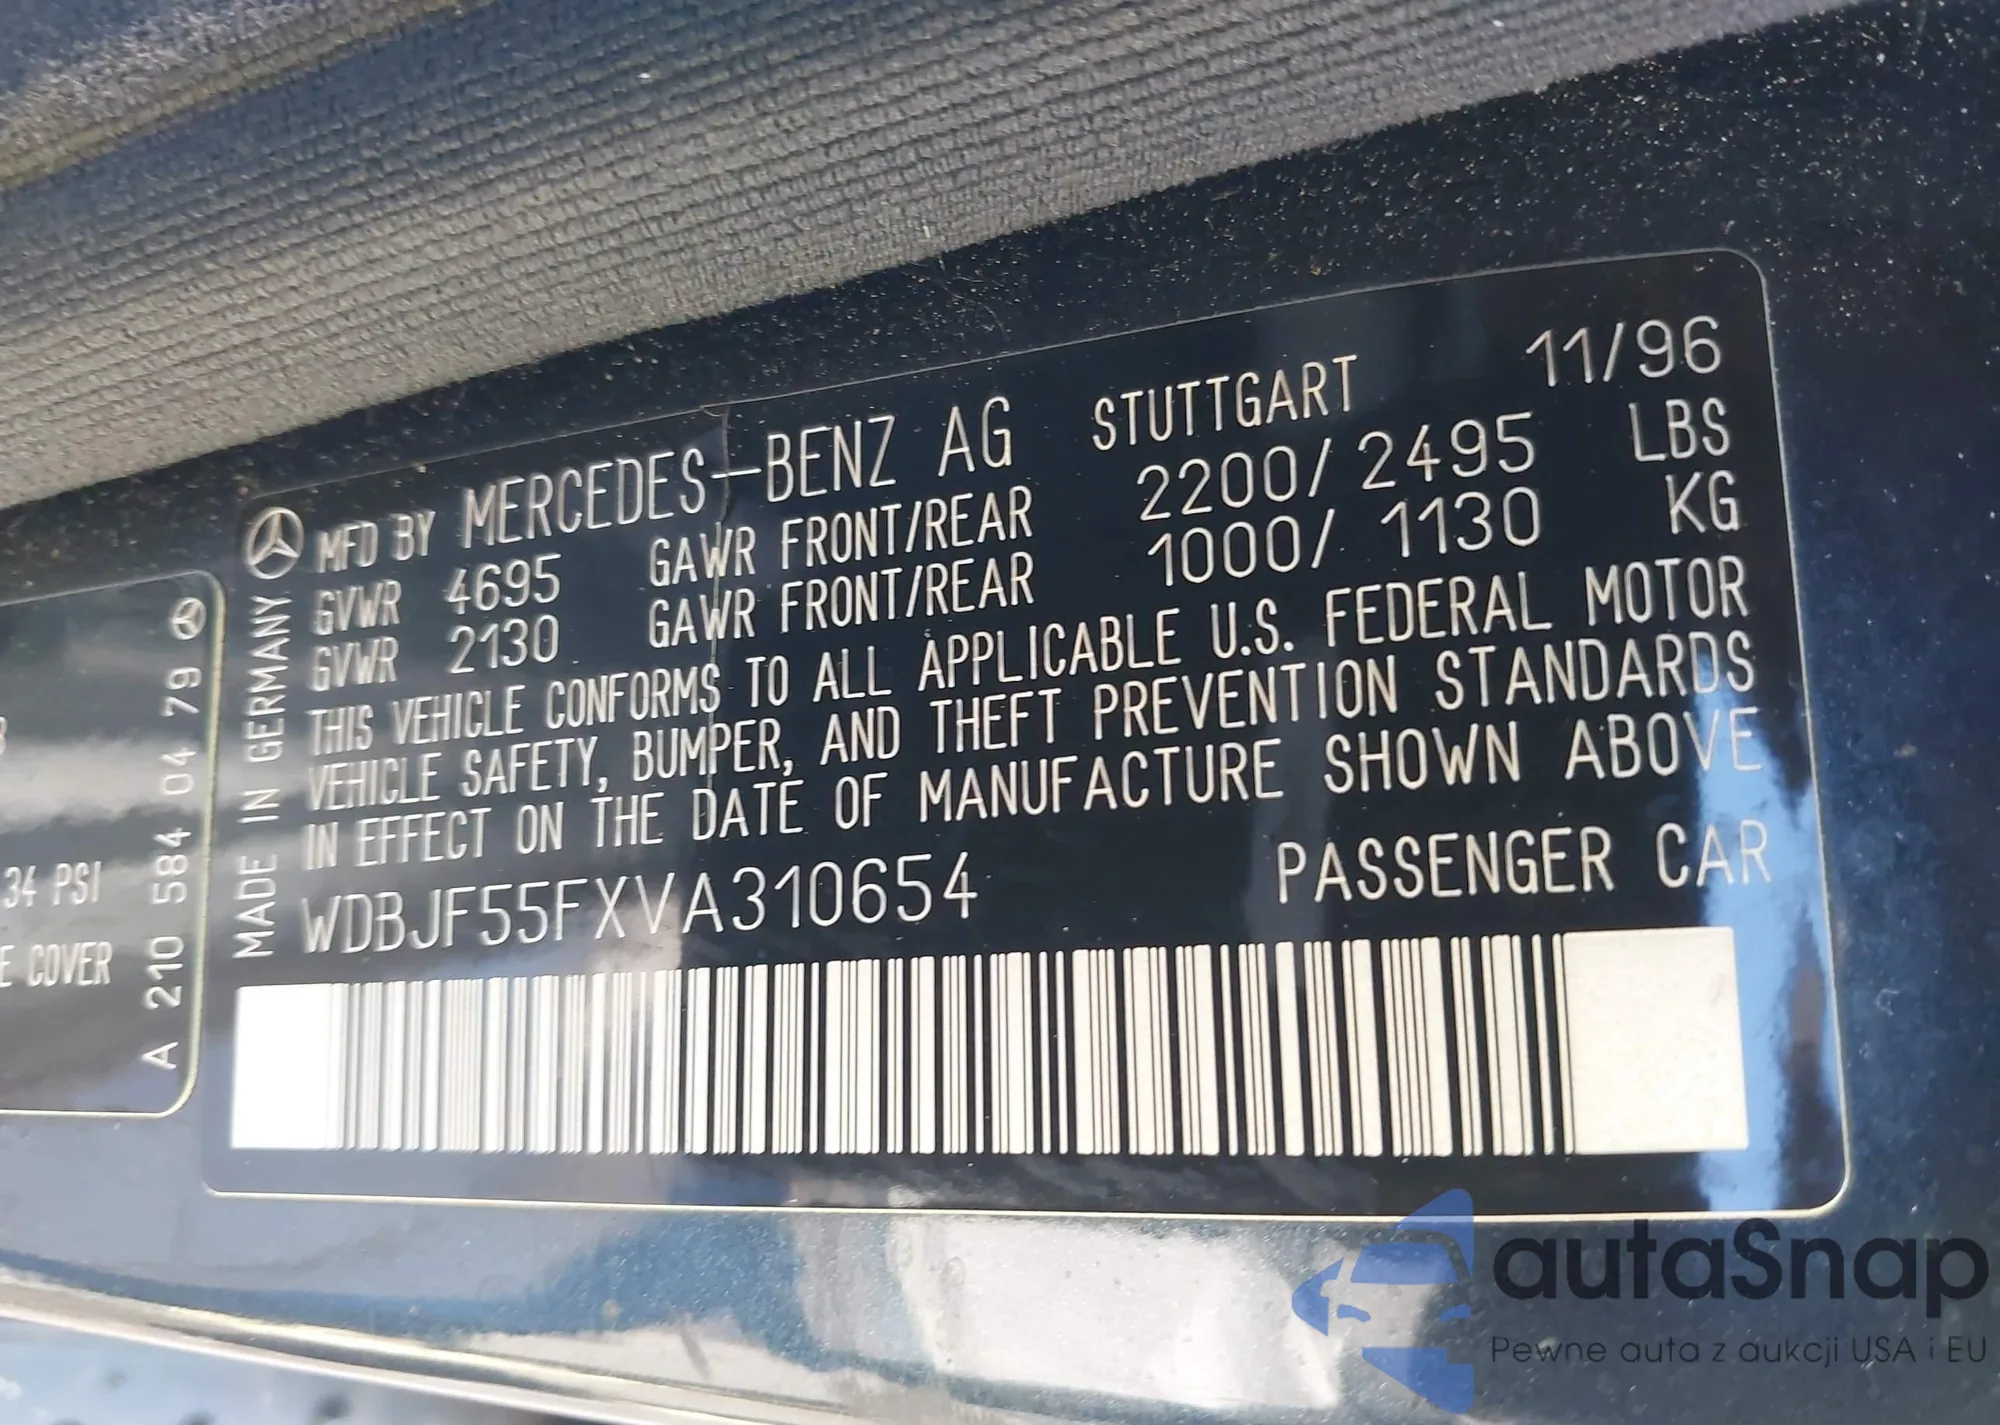 MFD BY MERCEDES-BENZ AG STUTTGART 11/96
GVWR 4695 GAWR FRONT/REAR 2200/2495 LBS
GVWR 2130 GAWR FRONT/REAR 1000/1130 KG
THIS VEHICLE CONFORMS TO ALL APPLICABLE U.S. FEDERAL MOTOR
VEHICLE SAFETY, BUMPER, AND THEFT PREVENTION STANDARDS
IN EFFECT ON THE DATE OF MANUFACTURE SHOWN ABOVE
WDBJF55FXVA310654 PASSENGER CAR
MADE IN GERMANY
A 210 584 04 79
34 PSI
E COVER
autaSnap
Pewne auta z aukcji USA i EU